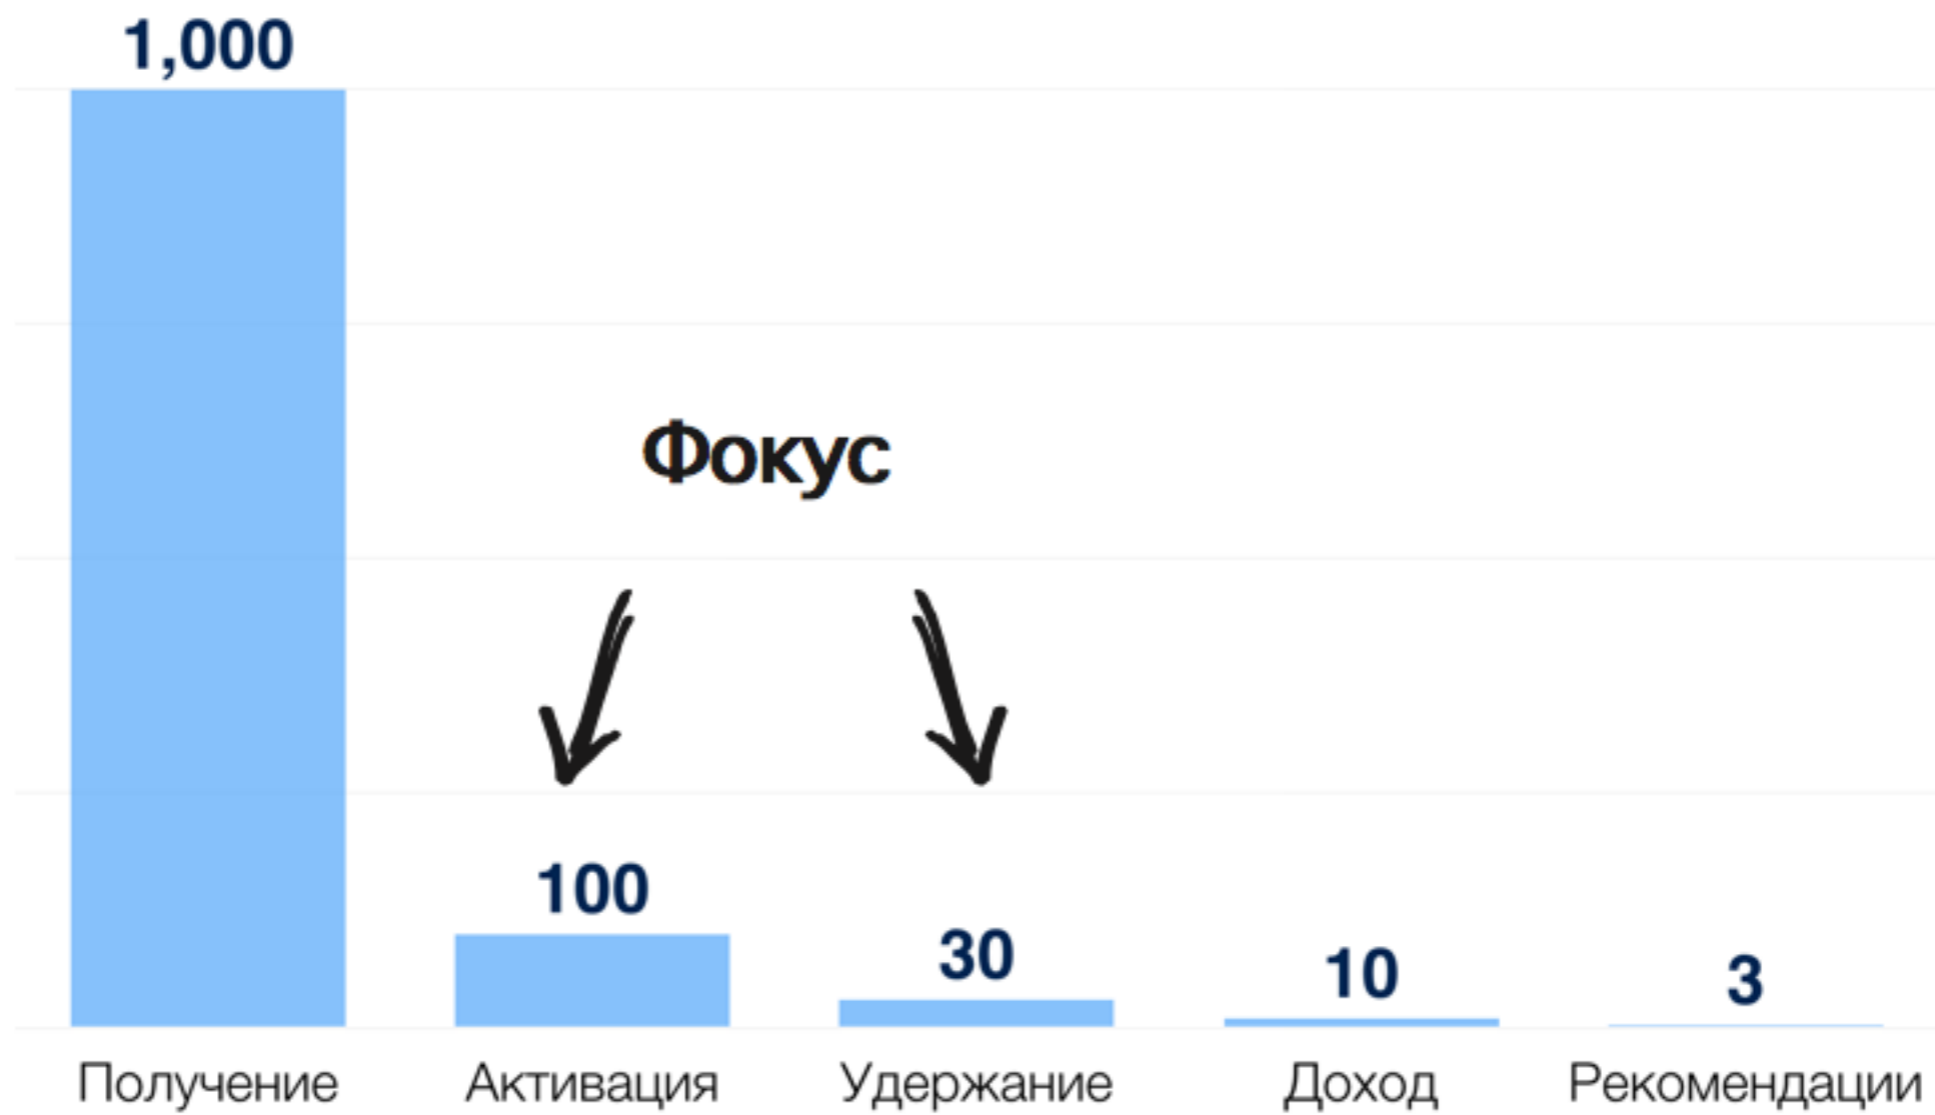 1,000
Фокус
100
30
10
3
Получение
Активация
Удержание
Доход
Рекомендации